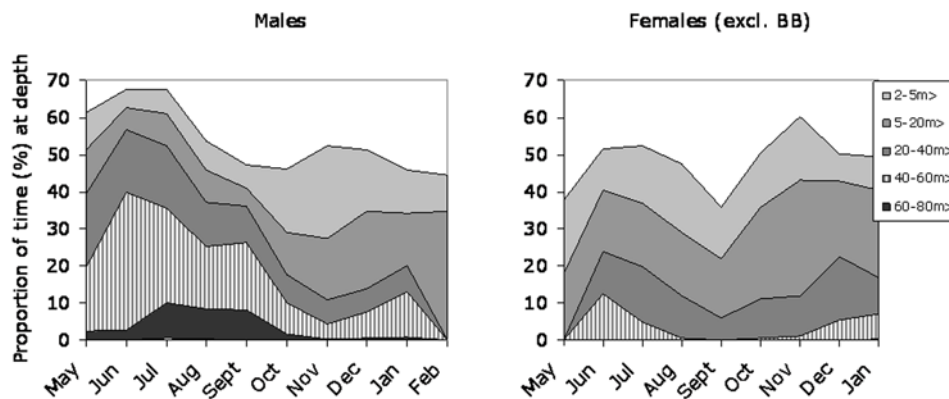 Males
Females (excl. BB)
Proportion of time (%) at depth
70
60
50
40
30
20
10
0
May
Jun
Jul
Aug
Sept
Oct
Nov
Dec
Jan
Feb
70
60
50
40
30
20
10
0
May
Jun
Jul
Aug
Sept
Oct
Nov
Dec
Jan
2-5m>
5-20m>
20-40m>
40-60m>
60-80m>